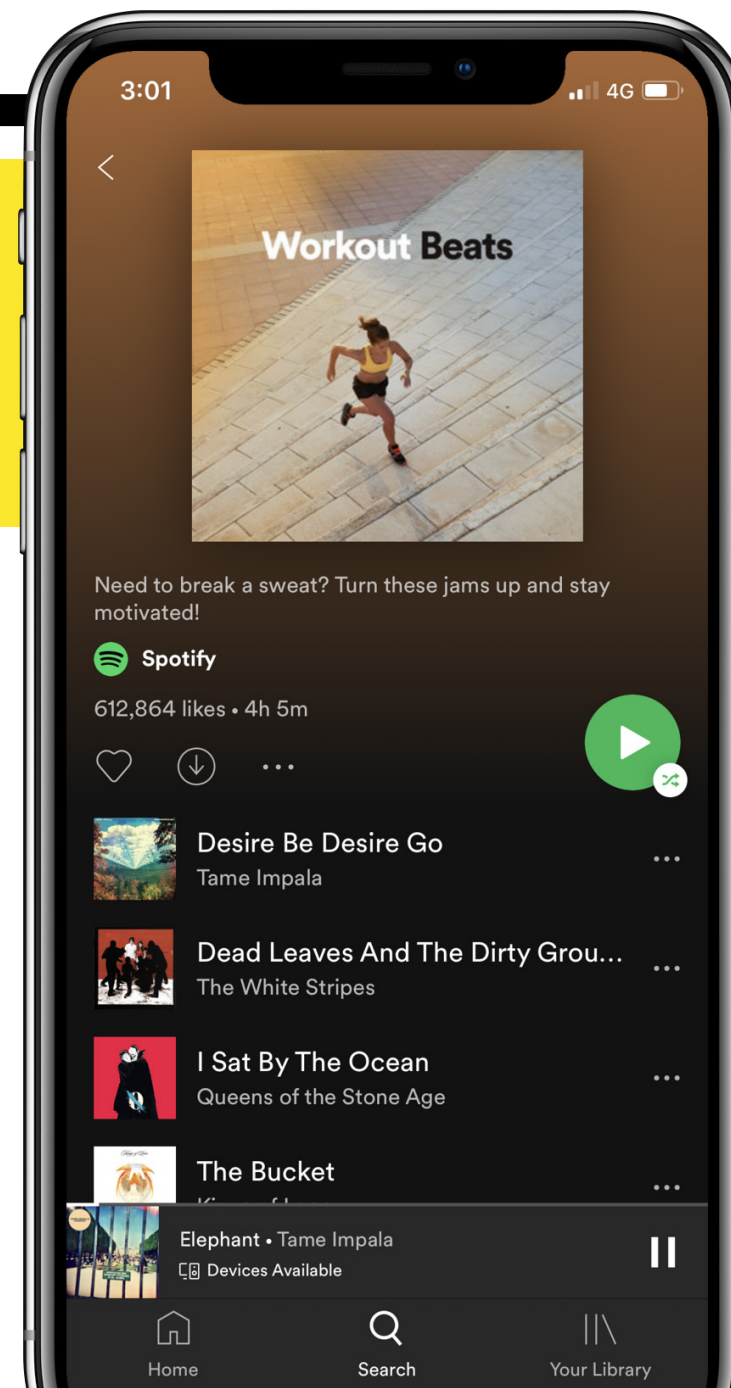 3:01
4G
Workout Beats
Need to break a sweat? Turn these jams up and stay
motivated!
Spotify
612,864 likes • 4h 5m
Desire Be Desire Go
Tame Impala
Dead Leaves And The Dirty Grou...
The White Stripes
I Sat By The Ocean
Queens of the Stone Age
The Bucket
Elephant • Tame Impala
Devices Available
Home
Search
Your Library